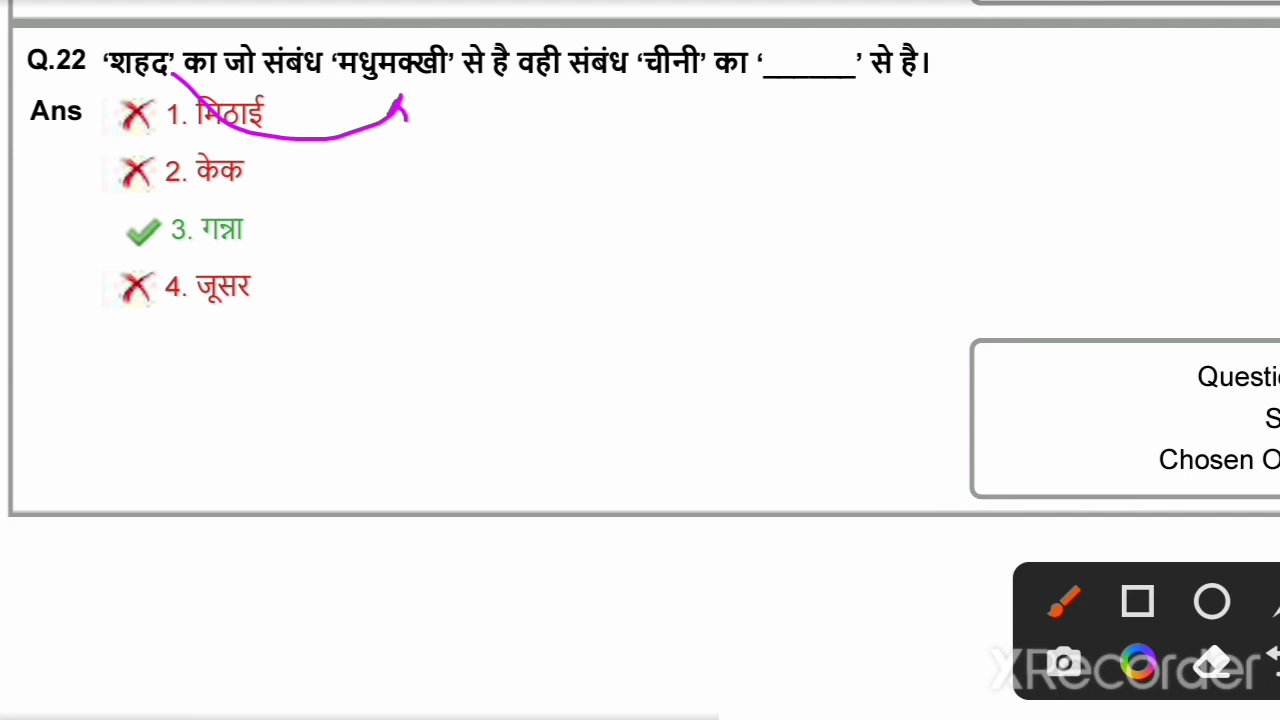 Q.22 ‘शहद’ का जो संबंध ‘मधुमक्खी’ से है वही संबंध ‘चीनी’ का ‘______’ से है।
Ans 1. मिठाई
2. केक
3. गन्ना
4. जूसर
Questi
S
Chosen O
XRecorder